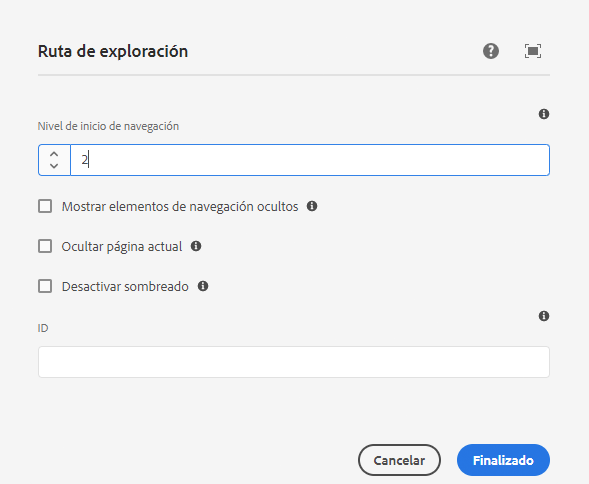 Ruta de exploración
Nivel de inicio de navegación
2
Mostrar elementos de navegación ocultos
Ocultar página actual
Desactivar sombreado
ID
Cancelar Finalizado